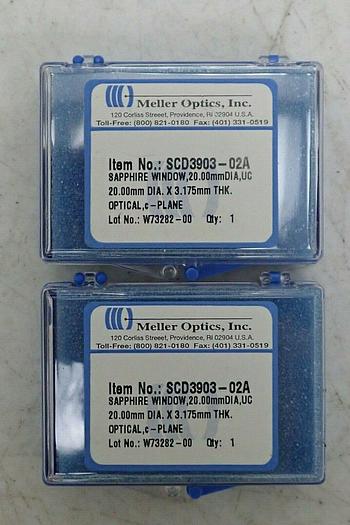 Meller Optics, Inc.
120 Corliss Streeet, Providence, RI 02904 U.S.A.
Toll-Free: (800) 821-0180 Fax: (401) 331-0519
Item No.: SCD3903-02A
SAPPHIRE WINDOW,20.00mmDIA,UC
20.00mm DIA. X 3.175mm THK.
OPTICAL,c-PLANE
Lot No.: W73282-00 Qty: 1
Meller Optics, Inc.
120 Corliss Streeet, Providence, RI 02904 U.S.A.
Toll-Free: (800) 821-0180 Fax: (401) 331-0519
Item No.: SCD3903-02A
SAPPHIRE WINDOW,20.00mmDIA,UC
20.00mm DIA. X 3.175mm THK.
OPTICAL,c-PLANE
Lot No.: W73282-00 Qty: 1